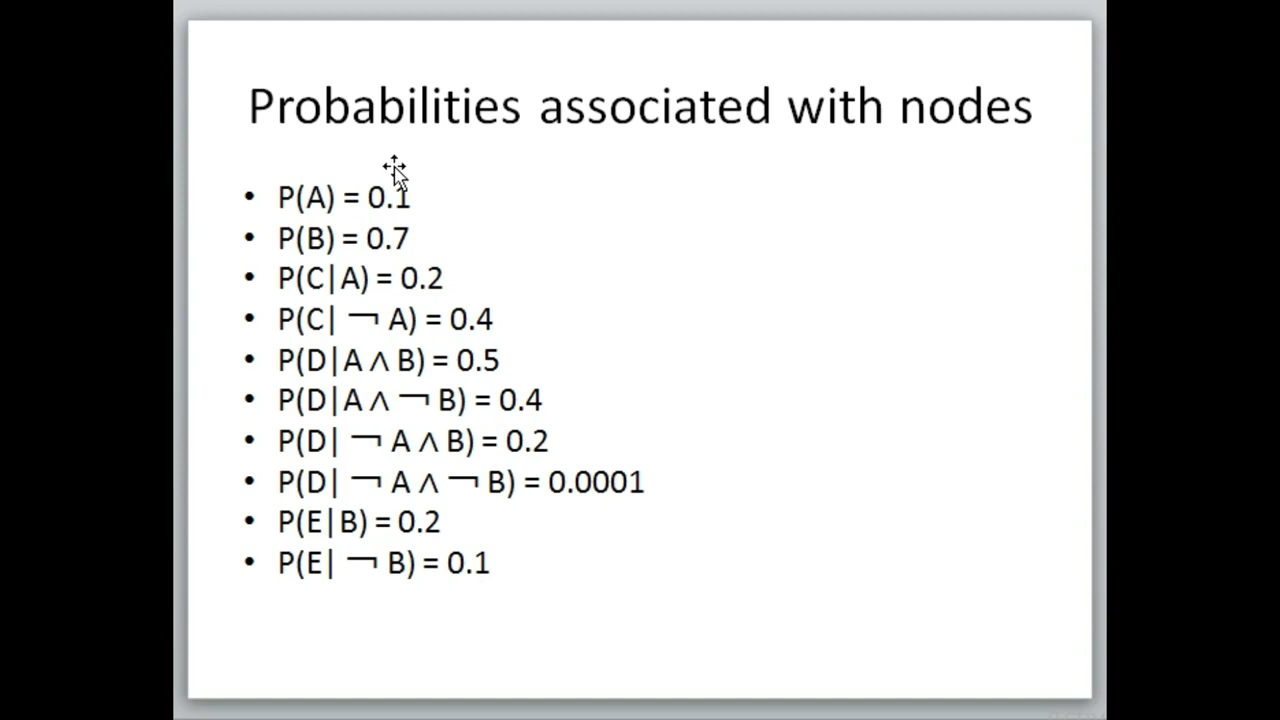 Probabilities associated with nodes
• P(A) = 0.1
• P(B) = 0.7
• P(C|A) = 0.2
• P(C| ¬ A) = 0.4
• P(D|A ∧ B) = 0.5
• P(D|A ∧ ¬ B) = 0.4
• P(D| ¬ A ∧ B) = 0.2
• P(D| ¬ A ∧ ¬ B) = 0.0001
• P(E|B) = 0.2
• P(E| ¬ B) = 0.1